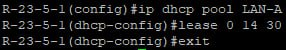 R-23-5-1(config)#ip dhcp pool LAN-A
R-23-5-1(dhcp-config)#lease 0 14 30
R-23-5-1(dhcp-config)#exit